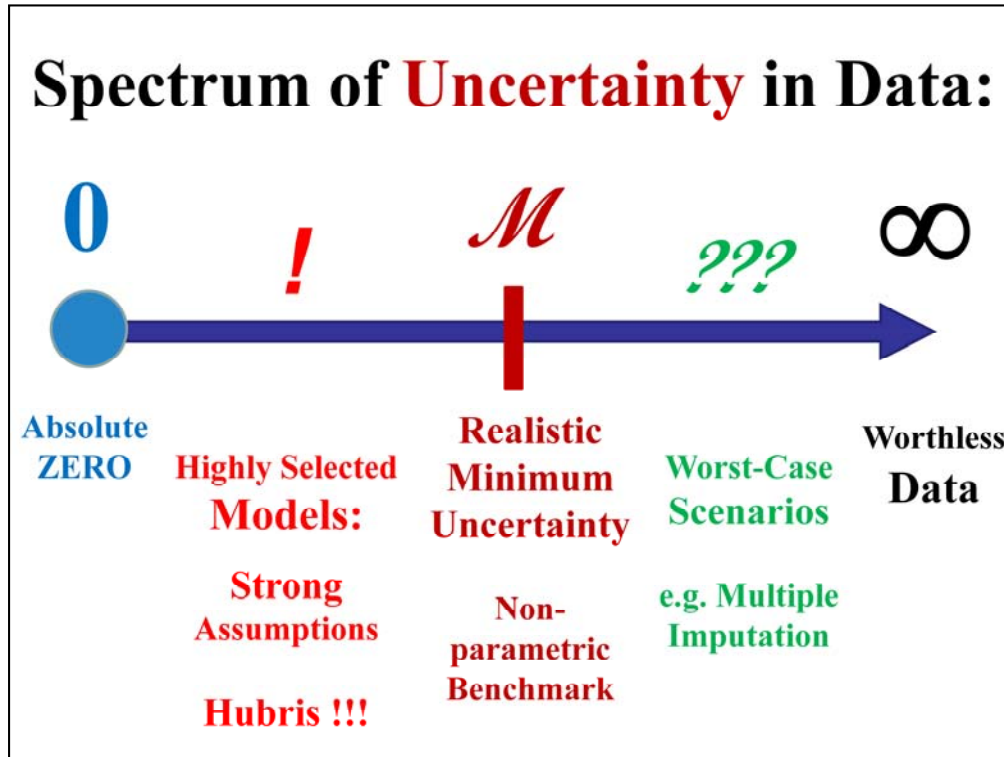 Spectrum of Uncertainty in Data:
0
!
ℳ
???
∞
Absolute
ZERO
Highly Selected
Models:
Strong
Assumptions
Hubris !!!
Realistic
Minimum
Uncertainty
Non-
parametric
Benchmark
Worst-Case
Scenarios
e.g. Multiple
Imputation
Worthless
Data